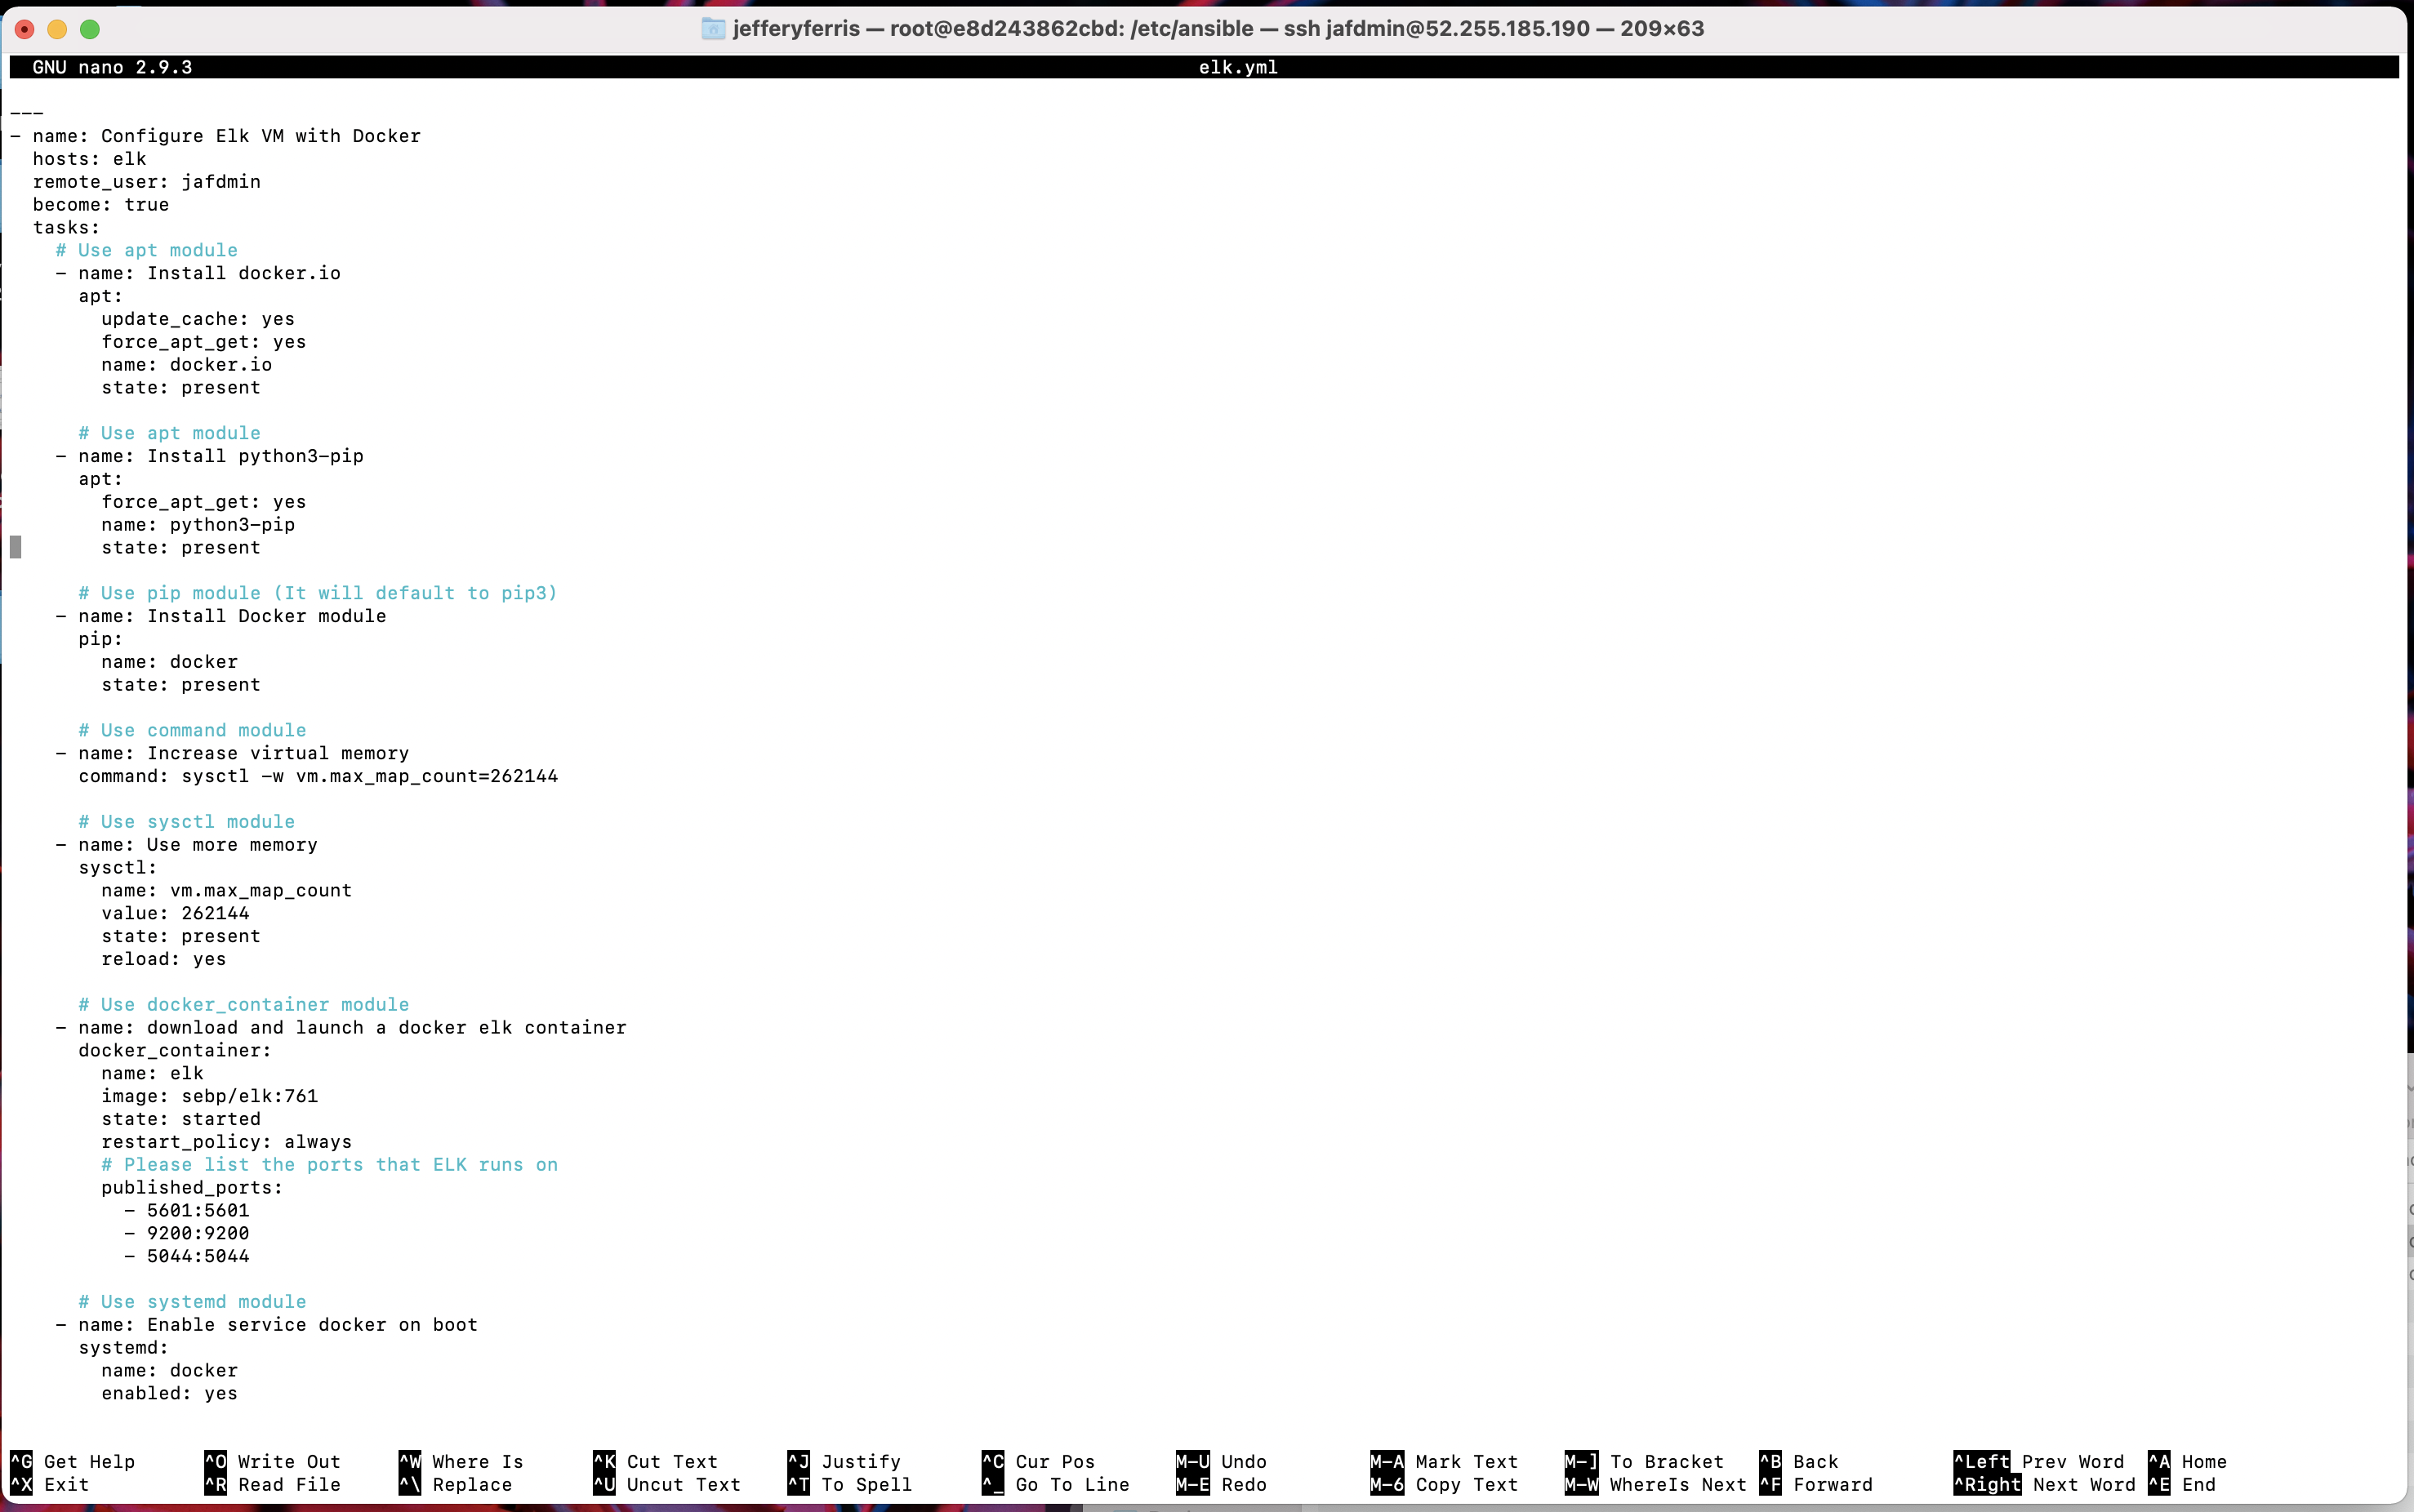 jefferyferris — root@e8d243862cbd: /etc/ansible — ssh jafdmin@52.255.185.190 — 209×63
GNU nano 2.9.3 elk.yml
---
- name: Configure Elk VM with Docker
  hosts: elk
  remote_user: jafdmin
  become: true
  tasks:
    # Use apt module
    - name: Install docker.io
      apt:
        update_cache: yes
        force_apt_get: yes
        name: docker.io
        state: present

      # Use apt module
    - name: Install python3-pip
      apt:
        force_apt_get: yes
        name: python3-pip
        state: present

      # Use pip module (It will default to pip3)
    - name: Install Docker module
      pip:
        name: docker
        state: present

      # Use command module
    - name: Increase virtual memory
      command: sysctl -w vm.max_map_count=262144

      # Use sysctl module
    - name: Use more memory
      sysctl:
        name: vm.max_map_count
        value: 262144
        state: present
        reload: yes

      # Use docker_container module
    - name: download and launch a docker elk container
      docker_container:
        name: elk
        image: sebp/elk:761
        state: started
        restart_policy: always
        # Please list the ports that ELK runs on
        published_ports:
          - 5601:5601
          - 9200:9200
          - 5044:5044

      # Use systemd module
    - name: Enable service docker on boot
      systemd:
        name: docker
        enabled: yes

^G Get Help ^O Write Out ^W Where Is ^K Cut Text ^J Justify ^C Cur Pos M-U Undo M-A Mark Text M-] To Bracket ^B Back ^Left Prev Word ^A Home
^X Exit ^R Read File ^\ Replace ^U Uncut Text ^T To Spell ^_ Go To Line M-E Redo M-6 Copy Text M-W WhereIs Next ^F Forward ^Right Next Word ^E End